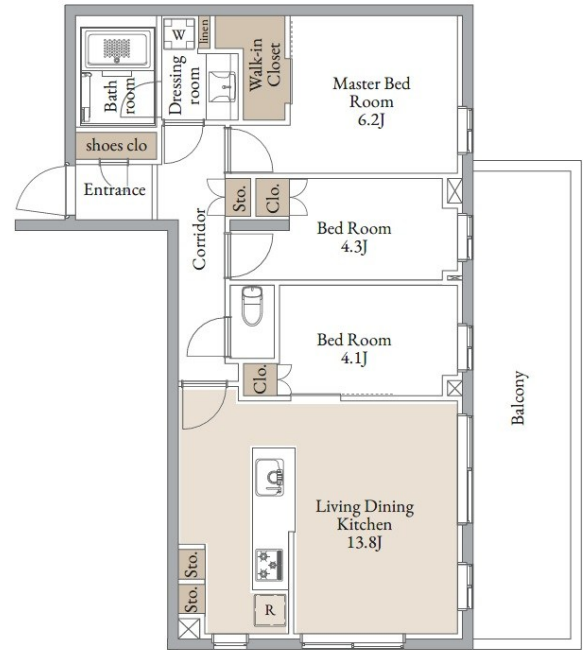 W
linen
Walk-in
Closet
Dressing
room
Bath
room
Master Bed
Room
6.2J
shoes clo
Entrance
Sto.
Clo.
Corridor
Bed Room
4.3J
Bed Room
4.1J
Clo.
Balcony
Living Dining
Kitchen
13.8J
Sto.
Sto.
R